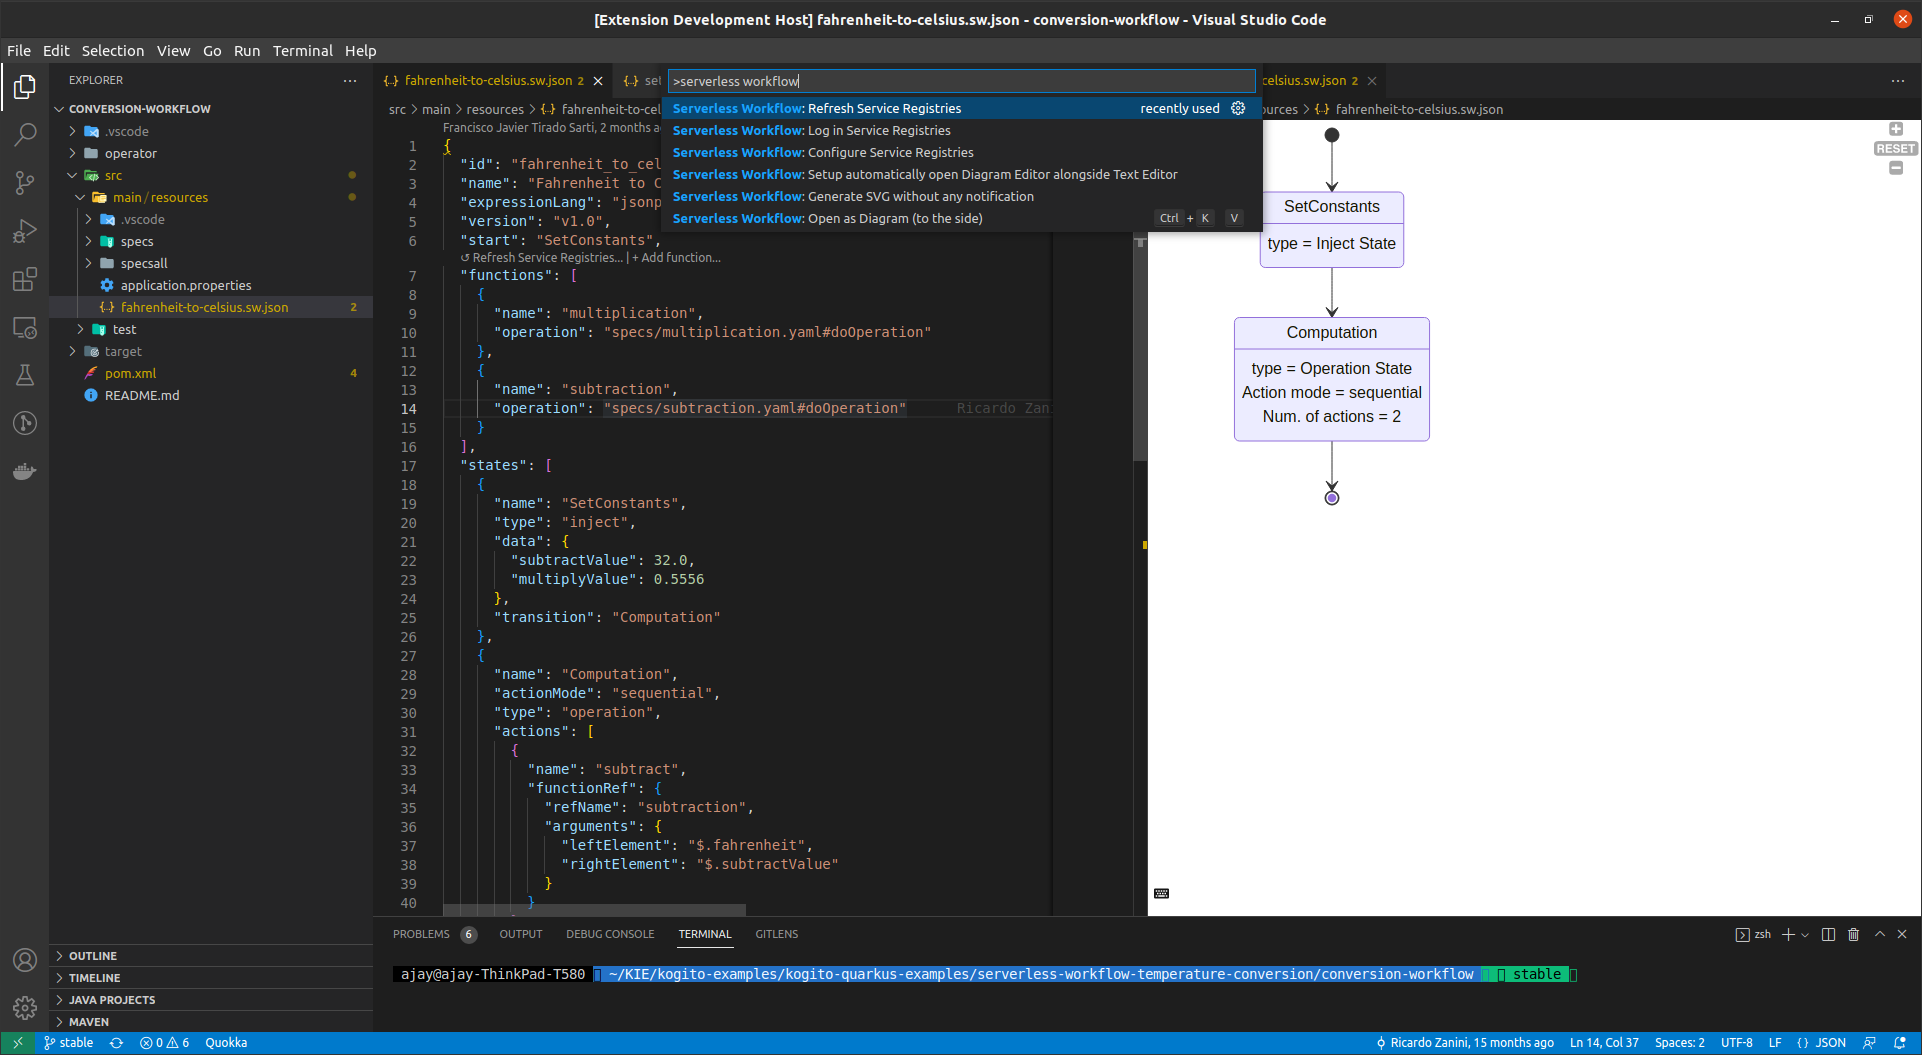 [Extension Development Host] fahrenheit-to-celsius.sw.json - conversion-workflow - Visual Studio Code
File Edit Selection View Go Run Terminal Help
EXPLORER
CONVERSION-WORKFLOW
.vscode
operator
src
main / resources
.vscode
specs
specsall
application.properties
fahrenheit-to-celsius.sw.json 2
test
target
pom.xml 4
README.md
OUTLINE
TIMELINE
JAVA PROJECTS
MAVEN
{..} fahrenheit-to-celsius.sw.json 2
>serverless workflow
Serverless Workflow: Refresh Service Registries recently used
Serverless Workflow: Log in Service Registries
Serverless Workflow: Configure Service Registries
Serverless Workflow: Setup automatically open Diagram Editor alongside Text Editor
Serverless Workflow: Generate SVG without any notification
Serverless Workflow: Open as Diagram (to the side) Ctrl + K V
src > main > resources > {..} fahrenheit-to-cel
Francisco Javier Tirado Sarti, 2 months a
1 {
2 "id": "fahrenheit_to_cel
3 "name": "Fahrenheit to C
4 "expressionLang": "jsonp
5 "version": "v1.0",
6 "start": "SetConstants",
Refresh Service Registries... | + Add function...
7 "functions": [
8 {
9 "name": "multiplication",
10 "operation": "specs/multiplication.yaml#doOperation"
11 },
12 {
13 "name": "subtraction",
14 "operation": "specs/subtraction.yaml#doOperation" Ricardo Zani
15 }
16 ],
17 "states": [
18 {
19 "name": "SetConstants",
20 "type": "inject",
21 "data": {
22 "subtractValue": 32.0,
23 "multiplyValue": 0.5556
24 },
25 "transition": "Computation"
26 },
27 {
28 "name": "Computation",
29 "actionMode": "sequential",
30 "type": "operation",
31 "actions": [
32 {
33 "name": "subtract",
34 "functionRef": {
35 "refName": "subtraction",
36 "arguments": {
37 "leftElement": "$.fahrenheit",
38 "rightElement": "$.subtractValue"
39 }
40 }
celsius.sw.json 2
ources > {..} fahrenheit-to-celsius.sw.json
RESET
SetConstants
type = Inject State
Computation
type = Operation State
Action mode = sequential
Num. of actions = 2
PROBLEMS 6 OUTPUT DEBUG CONSOLE TERMINAL GITLENS
zsh
ajay@ajay-ThinkPad-T580 ~/KIE/kogito-examples/kogito-quarkus-examples/serverless-workflow-temperature-conversion/conversion-workflow stable
stable 0 6 Quokka
Ricardo Zanini, 15 months ago Ln 14, Col 37 Spaces: 2 UTF-8 LF {} JSON